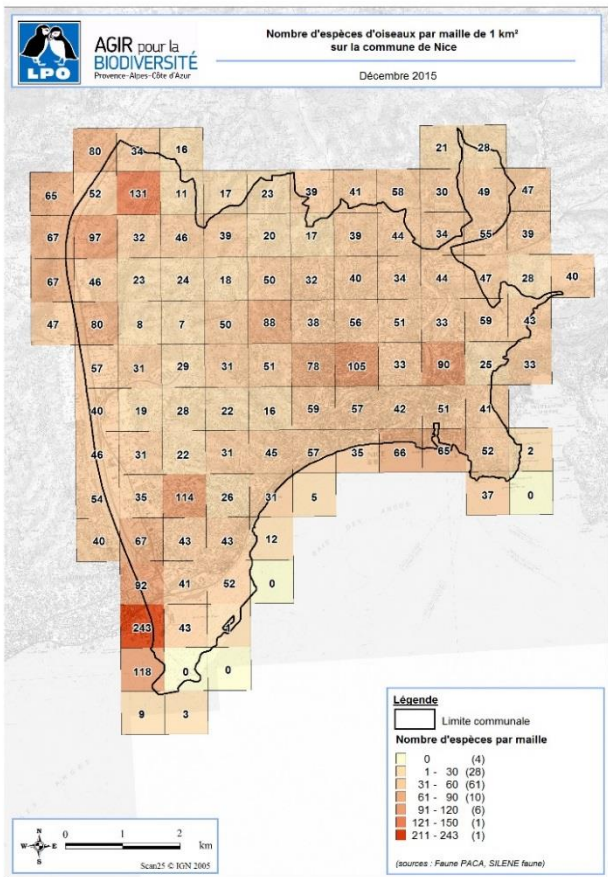 LPO
AGIR pour la
BIODIVERSITÉ
Provence-Alpes-Côte d'Azur
Nombre d'espèces d'oiseaux par maille de 1 km²
sur la commune de Nice
Décembre 2015
80 34 16 21 28
65 52 131 11 17 23 39 41 58 30 49 47
67 97 32 46 39 20 17 39 44 34 55 39
67 46 23 24 18 50 32 40 34 44 47 28 40
47 80 8 7 50 88 38 56 51 33 59 43
57 31 29 31 51 78 105 33 90 25 33
40 19 28 22 16 59 57 42 51 41
46 31 22 31 45 57 35 66 65 52 2
54 35 114 26 31 5 37 0
40 67 43 43 12
92 41 52 0
243 43
118 0 0
9 3
Légende
Limite communale
Nombre d'espèces par maille
0 (4)
1 - 30 (28)
31 - 60 (61)
61 - 90 (10)
91 - 120 (6)
121 - 150 (1)
211 - 243 (1)
(sources : Faune PACA, SILENE faune)
N
W E
S
0 1 2
km
Scan25 © IGN 2005